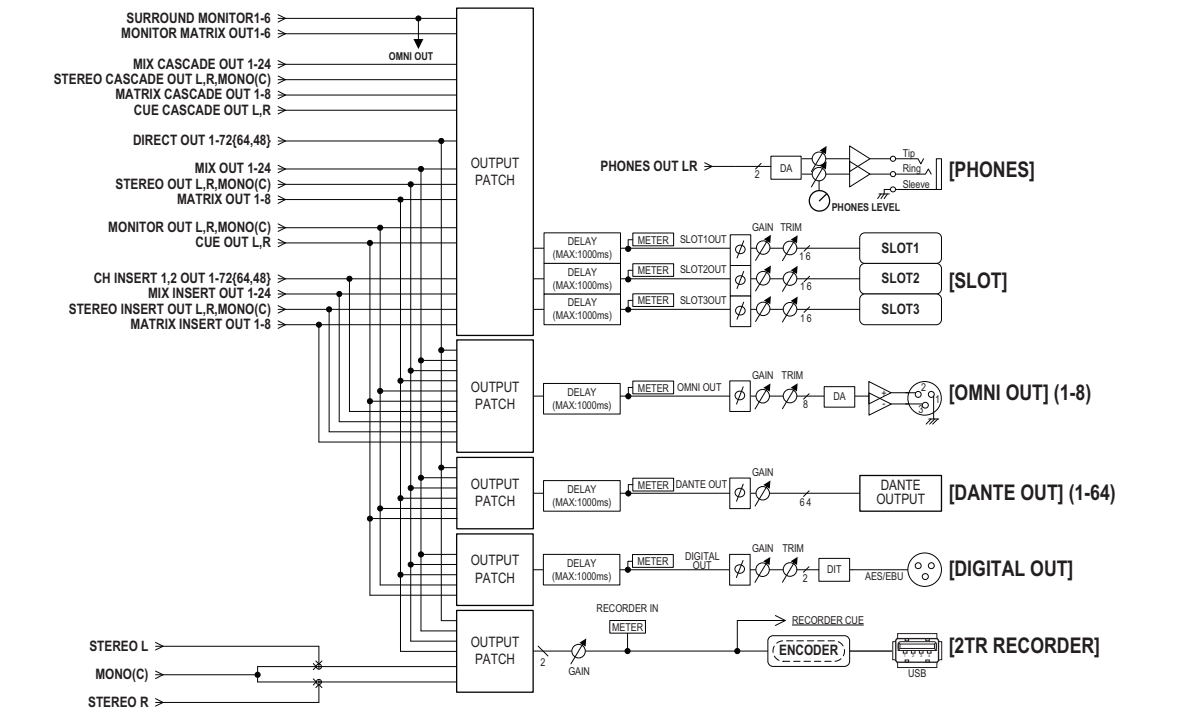 SURROUND MONITOR1-6
MONITOR MATRIX OUT1-6
OMNI OUT
MIX CASCADE OUT 1-24
STEREO CASCADE OUT L,R,MONO(C)
MATRIX CASCADE OUT 1-8
CUE CASCADE OUT L,R
DIRECT OUT 1-72{64,48}
MIX OUT 1-24
STEREO OUT L,R,MONO(C)
MATRIX OUT 1-8
MONITOR OUT L,R,MONO(C)
CUE OUT L,R
CH INSERT 1,2 OUT 1-72{64,48}
MIX INSERT OUT 1-24
STEREO INSERT OUT L,R,MONO(C)
MATRIX INSERT OUT 1-8
OUTPUT
PATCH
PHONES OUT LR
2
DA
Tip
Ring
Sleeve
PHONES LEVEL
[PHONES]
DELAY
(MAX:1000ms)
METER
SLOT1OUT
ϕ
GAIN
TRIM
16
SLOT1
DELAY
(MAX:1000ms)
METER
SLOT2OUT
ϕ
16
SLOT2
[SLOT]
DELAY
(MAX:1000ms)
METER
SLOT3OUT
ϕ
16
SLOT3
OUTPUT
PATCH
DELAY
(MAX:1000ms)
METER
OMNI OUT
ϕ
GAIN
TRIM
8
DA
+
-
2
1
3
[OMNI OUT] (1-8)
OUTPUT
PATCH
DELAY
(MAX:1000ms)
METER
DANTE OUT
ϕ
GAIN
64
DANTE
OUTPUT
[DANTE OUT] (1-64)
OUTPUT
PATCH
DELAY
(MAX:1000ms)
METER
DIGITAL
OUT
ϕ
GAIN
TRIM
2
DIT
AES/EBU
[DIGITAL OUT]
STEREO L
MONO(C)
STEREO R
OUTPUT
PATCH
2
GAIN
RECORDER IN
METER
RECORDER CUE
ENCODER
USB
[2TR RECORDER]